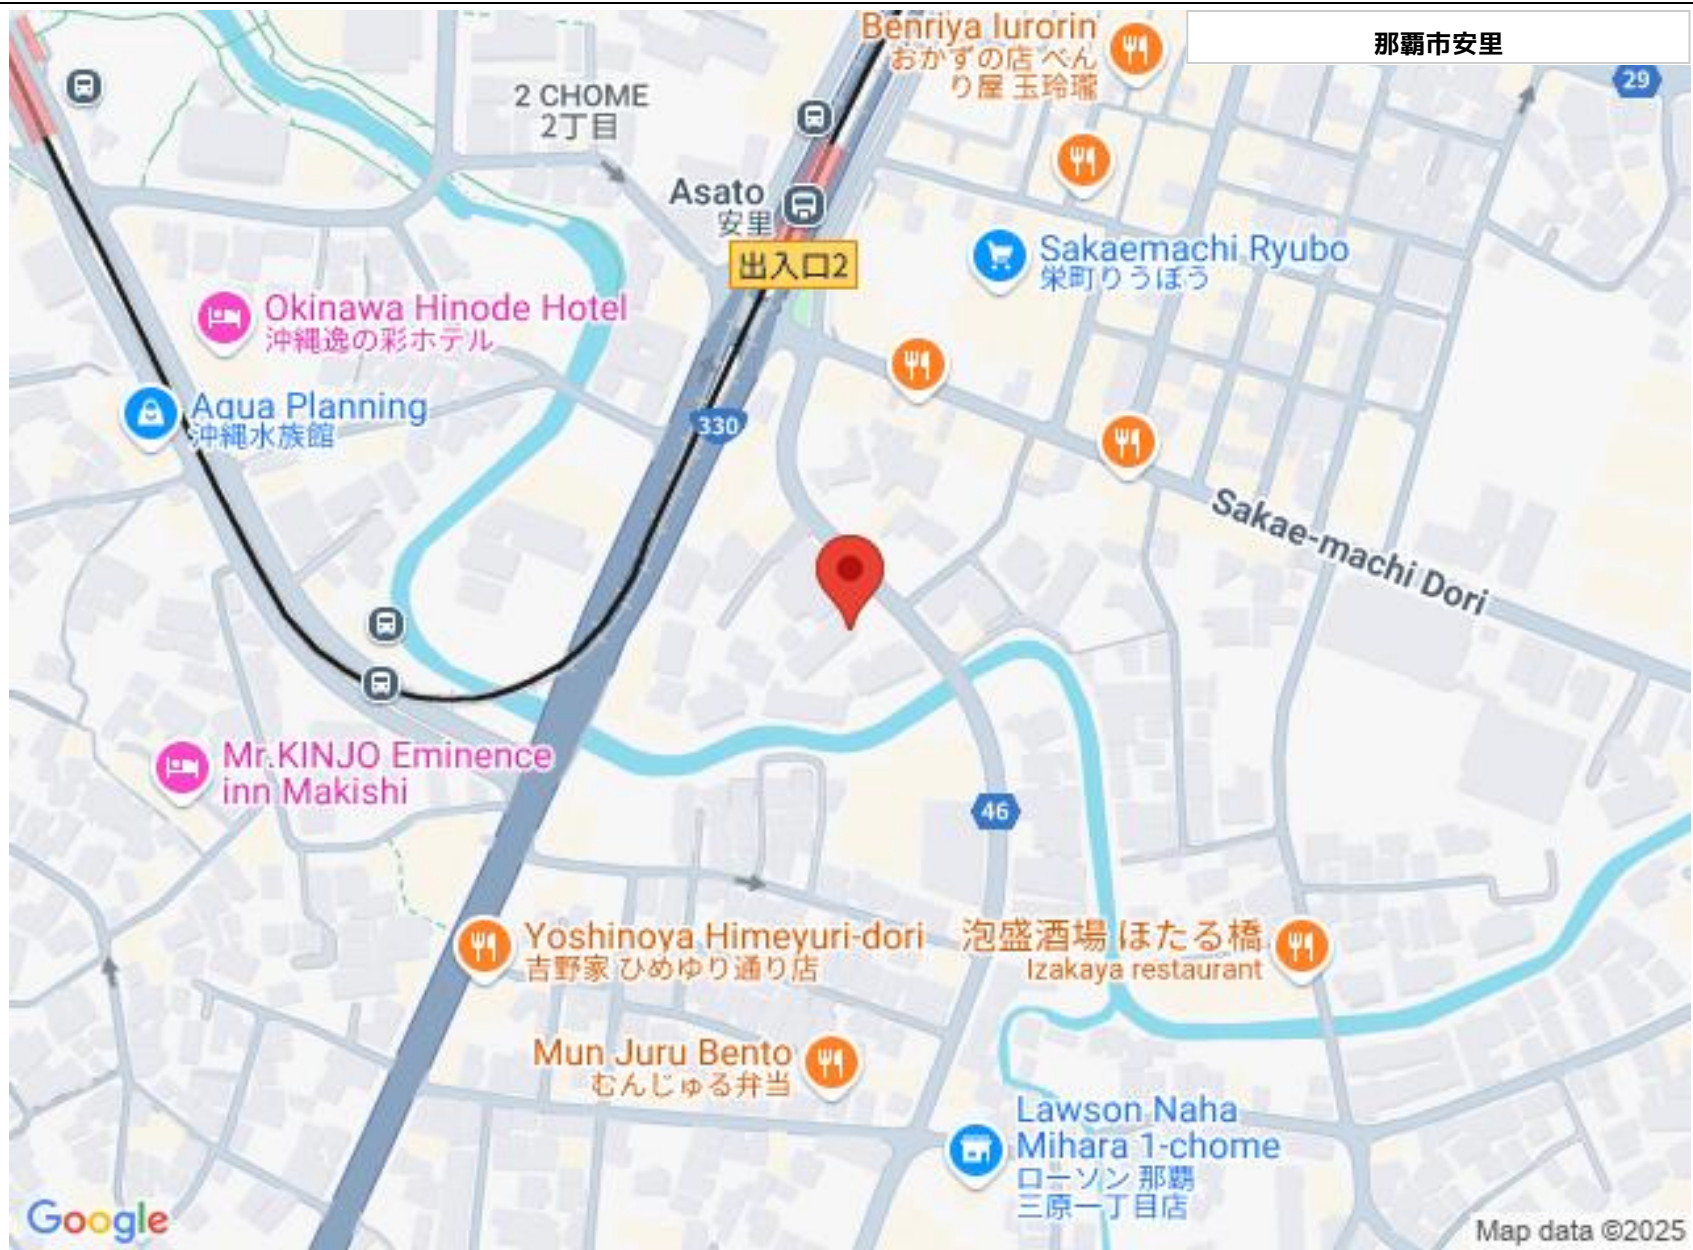 Benriya Iurorin
おかずの店 べん
り屋 玉玲瓏
那覇市安里
29
2 CHOME
2丁目
Asato
安里
出入口2
Sakaemachi Ryubo
栄町りうぼう
Okinawa Hinode Hotel
沖縄逸の彩ホテル
Aqua Planning
沖縄水族館
330
Sakae-machi Dori
Mr.KINJO Eminence
inn Makishi
46
Yoshinoya Himeyuri-dori
吉野家 ひめゆり通り店
泡盛酒場 ほたる橋
Izakaya restaurant
Mun Juru Bento
むんじゅる弁当
Lawson Naha
Mihara 1-chome
ローソン 那覇
三原一丁目店
Google
Map data ©2025